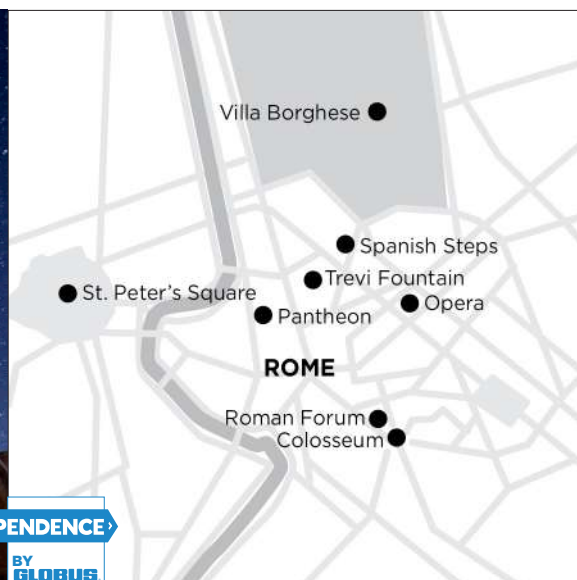 Villa Borghese
Spanish Steps
Trevi Fountain
St. Peter's Square
Opera
Pantheon
ROME
Roman Forum
Colosseum
PENDENCE
BY
GLOBUS